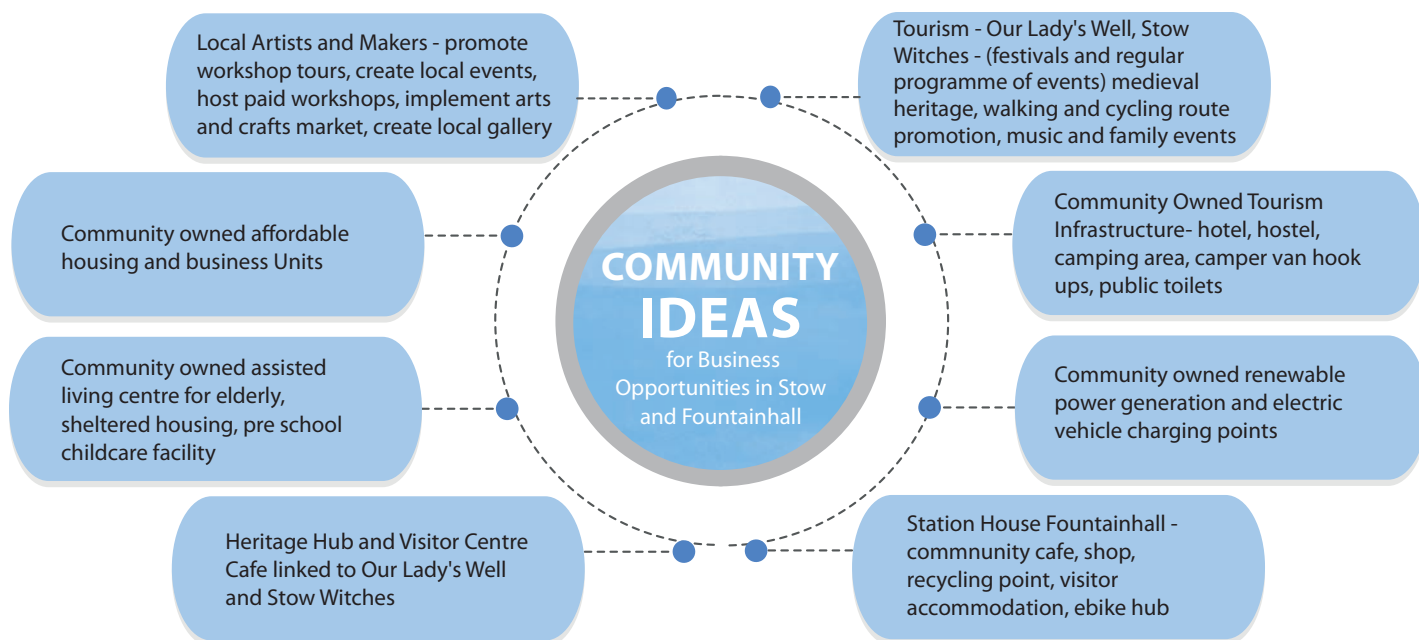 Local Artists and Makers - promote
workshop tours, create local events,
host paid workshops, implement arts
and crafts market, create local gallery
Tourism - Our Lady's Well, Stow
Witches - (festivals and regular
programme of events) medieval
heritage, walking and cycling route
promotion, music and family events
Community owned affordable
housing and business Units
Community Owned Tourism
Infrastructure- hotel, hostel,
camping area, camper van hook
ups, public toilets
COMMUNITY
IDEAS
for Business
Opportunities in Stow
and Fountainhall
Community owned assisted
living centre for elderly,
sheltered housing, pre school
childcare facility
Community owned renewable
power generation and electric
vehicle charging points
Heritage Hub and Visitor Centre
Cafe linked to Our Lady's Well
and Stow Witches
Station House Fountainhall -
commnunity cafe, shop,
recycling point, visitor
accommodation, ebike hub